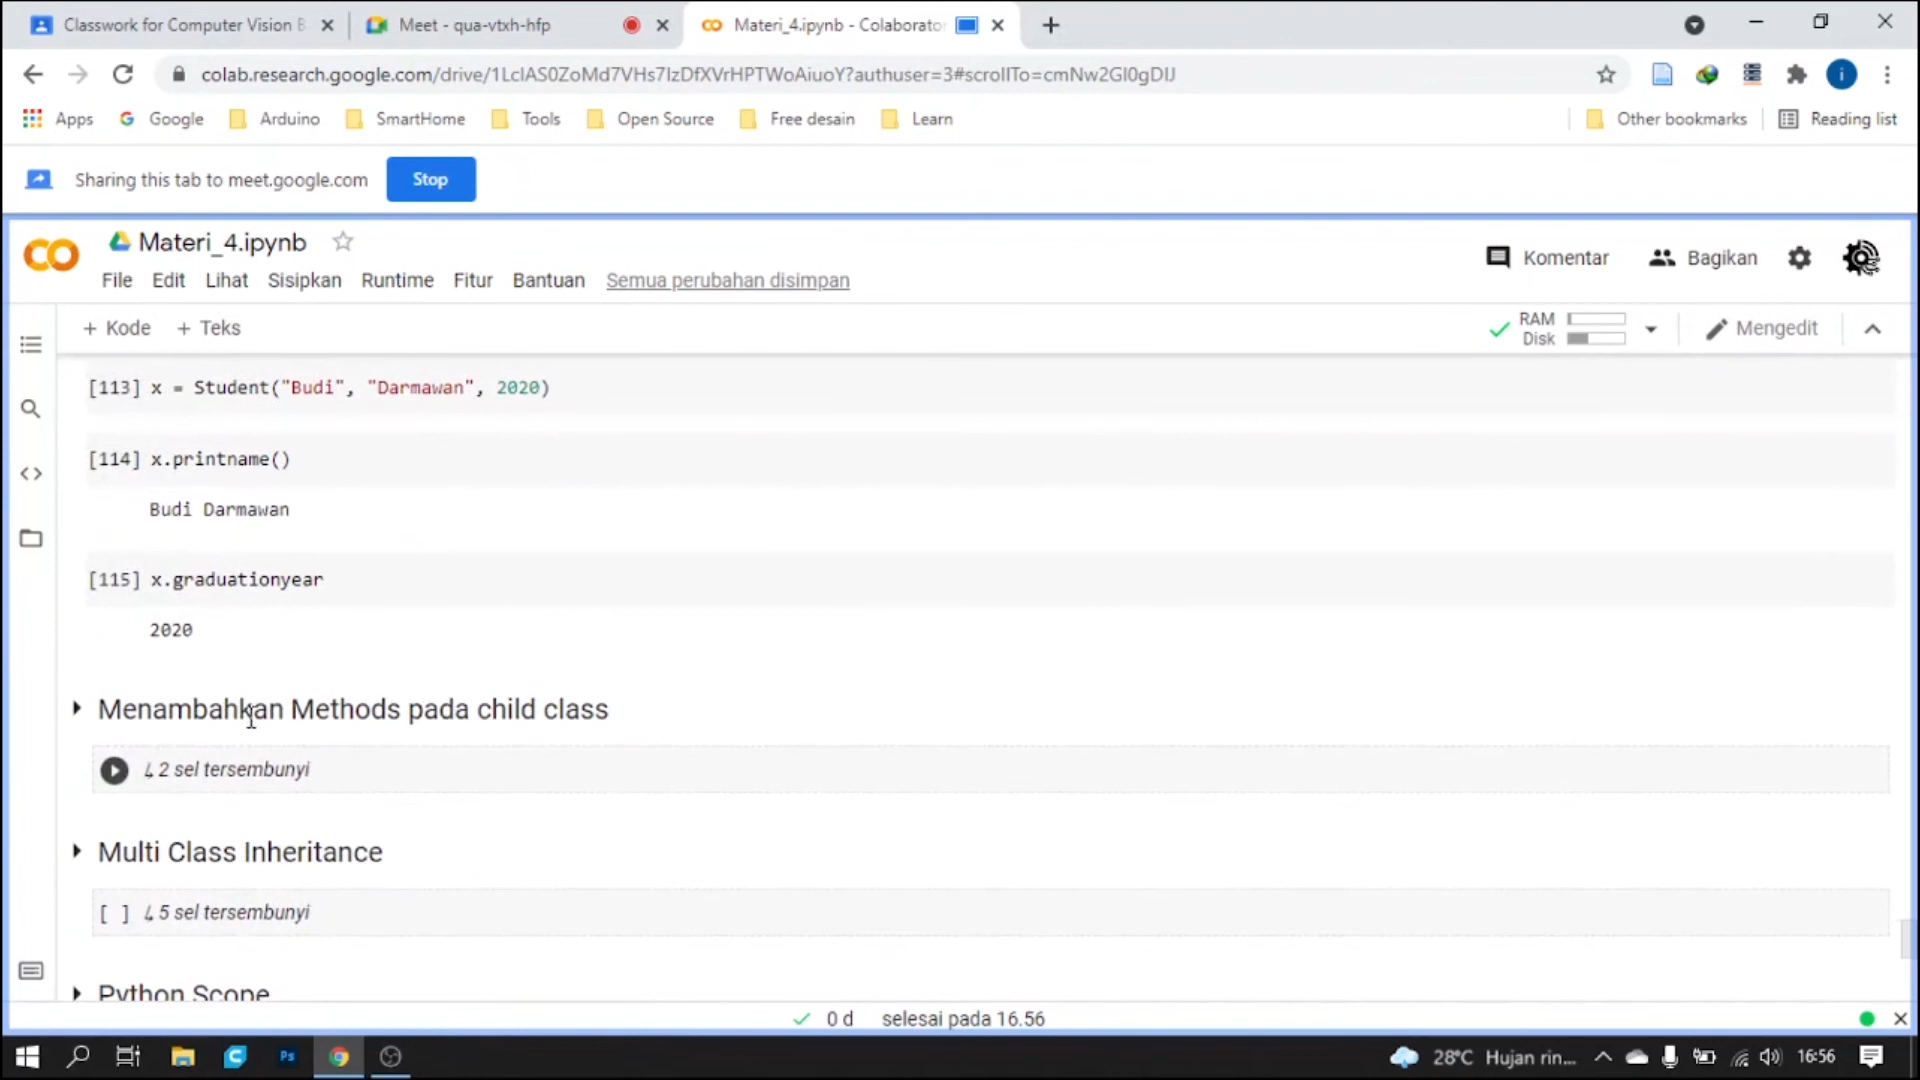 Classwork for Computer Vision B
Meet - qua-vtxh-hfp
Materi_4.ipynb - Colaborator
colab.research.google.com/drive/1LclAS0ZoMd7VHs7IzDfXVrHPTWoAiuoY?authuser=3#scrollTo=cmNw2Gl0gDIJ
Apps
Google
Arduino
SmartHome
Tools
Open Source
Free desain
Learn
Other bookmarks
Reading list
Sharing this tab to meet.google.com
Stop
Materi_4.ipynb
Komentar
Bagikan
File Edit Lihat Sisipkan Runtime Fitur Bantuan Semua perubahan disimpan
+ Kode + Teks
RAM
Disk
Mengedit
[113] x = Student("Budi", "Darmawan", 2020)
[114] x.printname()
Budi Darmawan
[115] x.graduationyear
2020
Menambahkan Methods pada child class
2 sel tersembunyi
Multi Class Inheritance
[ ] 5 sel tersembunyi
Python Scope
0 d selesai pada 16.56
28°C Hujan rin...
16:56